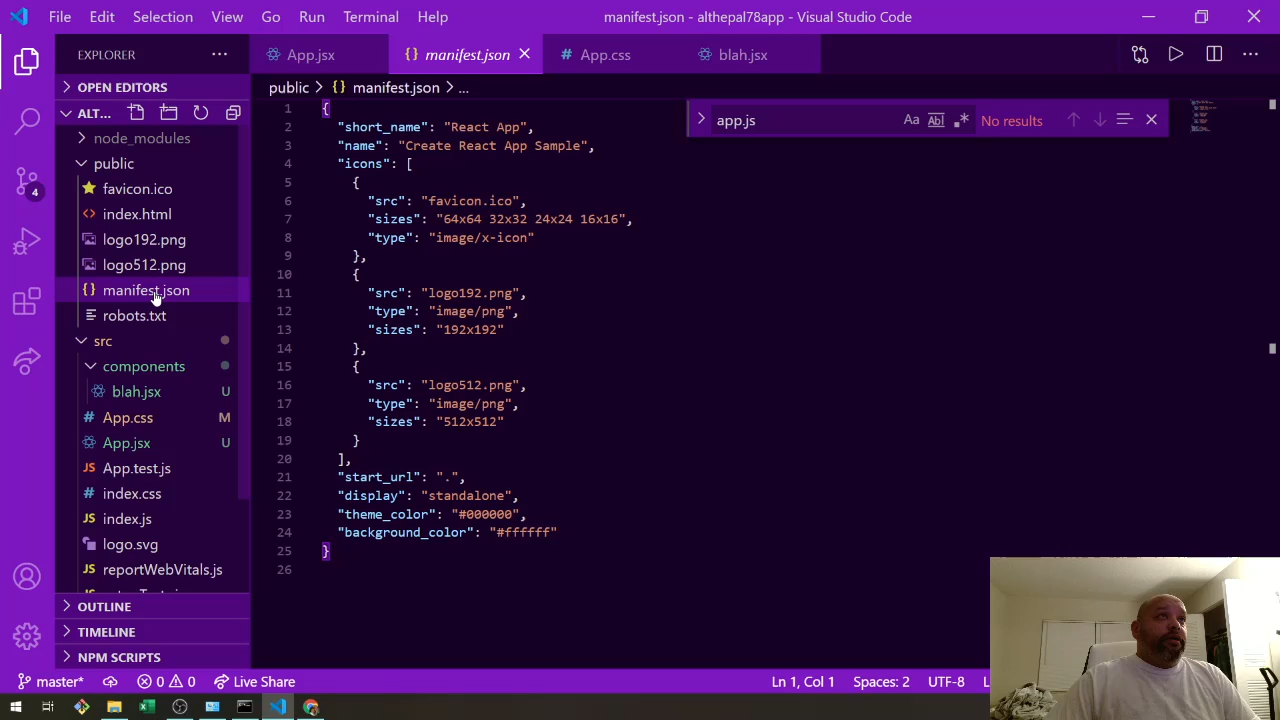 File Edit Selection View Go Run Terminal Help manifest.json - althepal78app - Visual Studio Code
EXPLORER ···
App.jsx {} manifest.json × # App.css blah.jsx ···
OPEN EDITORS
public > {} manifest.json > ...
ALT...
node_modules
public
favicon.ico
index.html
logo192.png
logo512.png
{} manifest.json
robots.txt
src
components
blah.jsx U
# App.css M
App.jsx U
JS App.test.js
# index.css
JS index.js
logo.svg
JS reportWebVitals.js
OUTLINE
TIMELINE
NPM SCRIPTS
4
1 {
2 "short_name": "React App",
3 "name": "Create React App Sample",
4 "icons": [
5 {
6 "src": "favicon.ico",
7 "sizes": "64x64 32x32 24x24 16x16",
8 "type": "image/x-icon"
9 },
10 {
11 "src": "logo192.png",
12 "type": "image/png",
13 "sizes": "192x192"
14 },
15 {
16 "src": "logo512.png",
17 "type": "image/png",
18 "sizes": "512x512"
19 }
20 ],
21 "start_url": ".",
22 "display": "standalone",
23 "theme_color": "#000000",
24 "background_color": "#ffffff"
25 }
26
app.js Aa ab .* No results
master* 0 0 Live Share Ln 1, Col 1 Spaces: 2 UTF-8 L